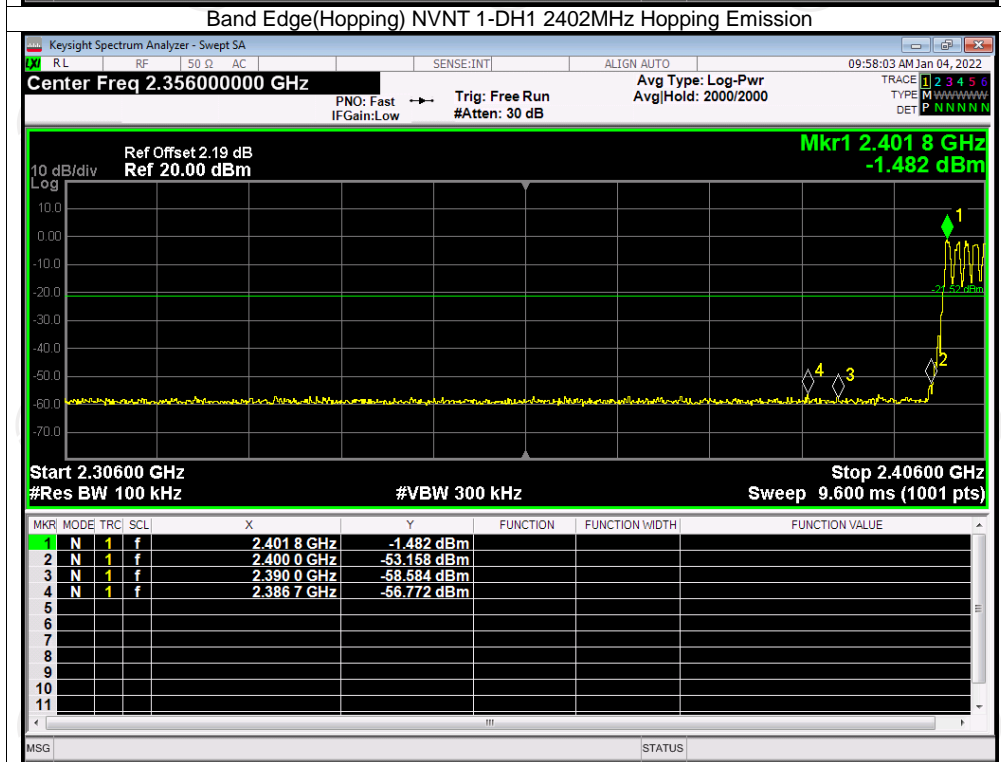 Band Edge(Hopping) NVNT 1-DH1 2402MHz Hopping Emission
Keysight Spectrum Analyzer - Swept SA
LXI RL RF 50 Ω AC SENSE:INT ALIGN AUTO 09:58:03 AM Jan 04, 2022
Center Freq 2.356000000 GHz
PNO: Fast
IFGain:Low
Trig: Free Run
#Atten: 30 dB
Avg Type: Log-Pwr
Avg|Hold: 2000/2000
TRACE 1 2 3 4 5 6
TYPE M WWWWW
DET P N N N N N
Mkr1 2.401 8 GHz
-1.482 dBm
Ref Offset 2.19 dB
10 dB/div Ref 20.00 dBm
Log
10.0
0.00
-10.0
-20.0
-30.0
-40.0
-50.0
-60.0
-70.0
1
2
3
4
Start 2.30600 GHz Stop 2.40600 GHz
#Res BW 100 kHz #VBW 300 kHz Sweep 9.600 ms (1001 pts)
MKR MODE TRC SCL X Y FUNCTION FUNCTION WIDTH FUNCTION VALUE
1 N 1 f 2.401 8 GHz -1.482 dBm
2 N 1 f 2.400 0 GHz -53.158 dBm
3 N 1 f 2.390 0 GHz -58.584 dBm
4 N 1 f 2.386 7 GHz -56.772 dBm
5
6
7
8
9
10
11
MSG STATUS